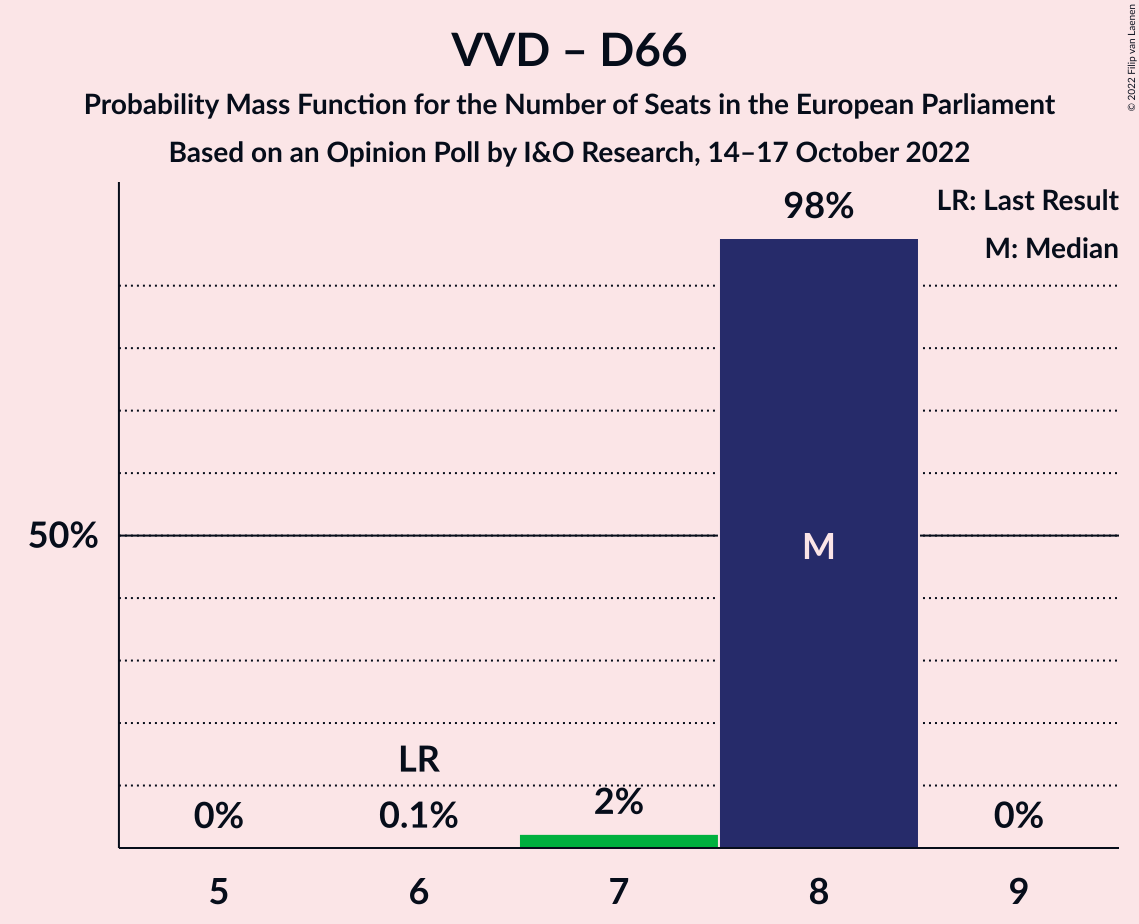 VVD – D66
Probability Mass Function for the Number of Seats in the European Parliament
Based on an Opinion Poll by I&O Research, 14–17 October 2022
© 2022 Filip van Laenen
98%
LR: Last Result
M: Median
50%
M
LR
0%
0.1%
2%
0%
5
6
7
8
9